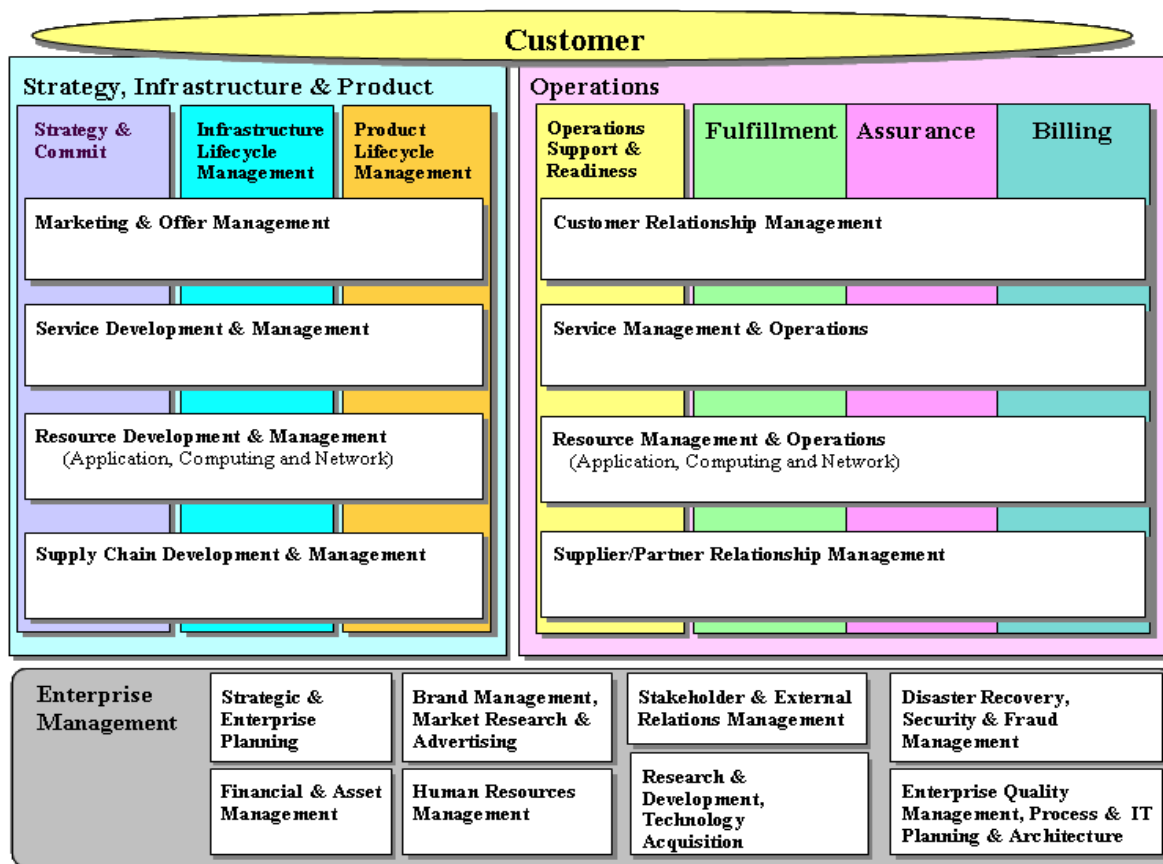 Customer
Strategy, Infrastructure & Product
Strategy &
Commit
Infrastructure
Lifecycle
Management
Product
Lifecycle
Management
Marketing & Offer Management
Service Development & Management
Resource Development & Management
(Application, Computing and Network)
Supply Chain Development & Management
Operations
Operations
Support &
Readiness
Fulfillment
Assurance
Billing
Customer Relationship Management
Service Management & Operations
Resource Management & Operations
(Application, Computing and Network)
Supplier/Partner Relationship Management
Enterprise
Management
Strategic &
Enterprise
Planning
Brand Management,
Market Research &
Advertising
Stakeholder & External
Relations Management
Disaster Recovery,
Security & Fraud
Management
Financial & Asset
Management
Human Resources
Management
Research &
Development,
Technology
Acquisition
Enterprise Quality
Management, Process & IT
Planning & Architecture